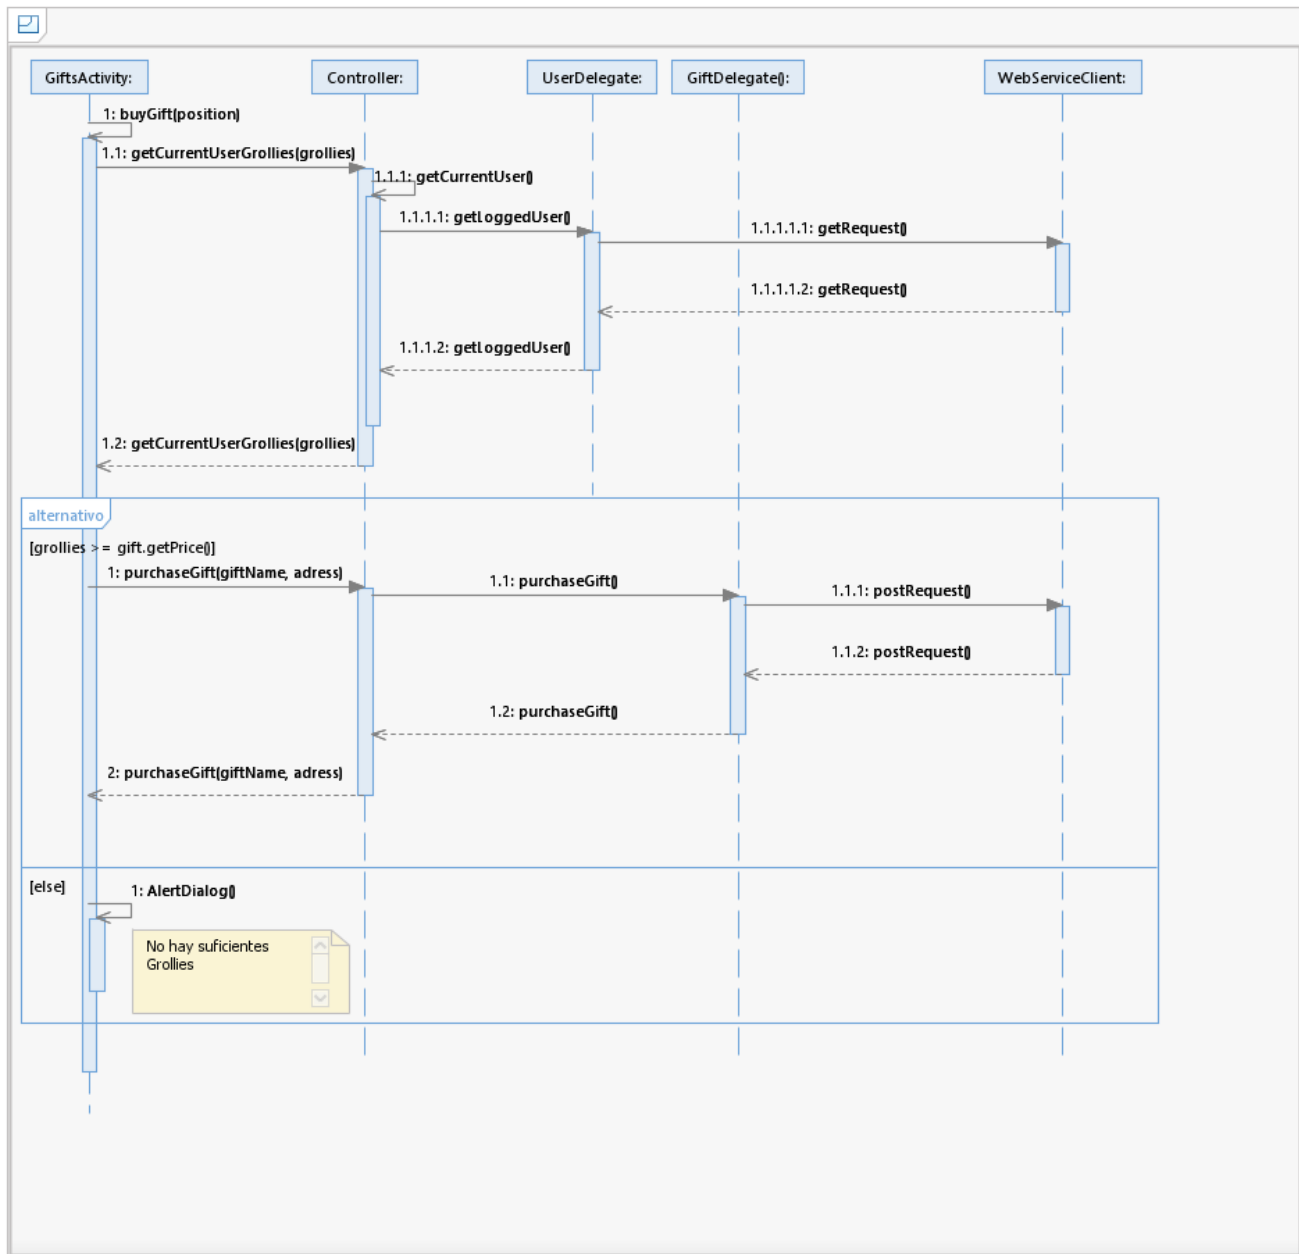 GiftsActivity:
Controller:
UserDelegate:
GiftDelegate():
WebServiceClient:
1: buyGift(position)
1.1: getCurrentUserGrollies(grollies)
1.1.1: getCurrentUser()
1.1.1.1: getLoggedUser()
1.1.1.1.1: getRequest()
1.1.1.1.2: getRequest()
1.1.1.2: getLoggedUser()
1.2: getCurrentUserGrollies(grollies)
alternativo
[grollies >= gift.getPrice()]
1: purchaseGift(giftName, adress)
1.1: purchaseGift()
1.1.1: postRequest()
1.1.2: postRequest()
1.2: purchaseGift()
2: purchaseGift(giftName, adress)
[else]
1: AlertDialog()
No hay suficientes
Grollies